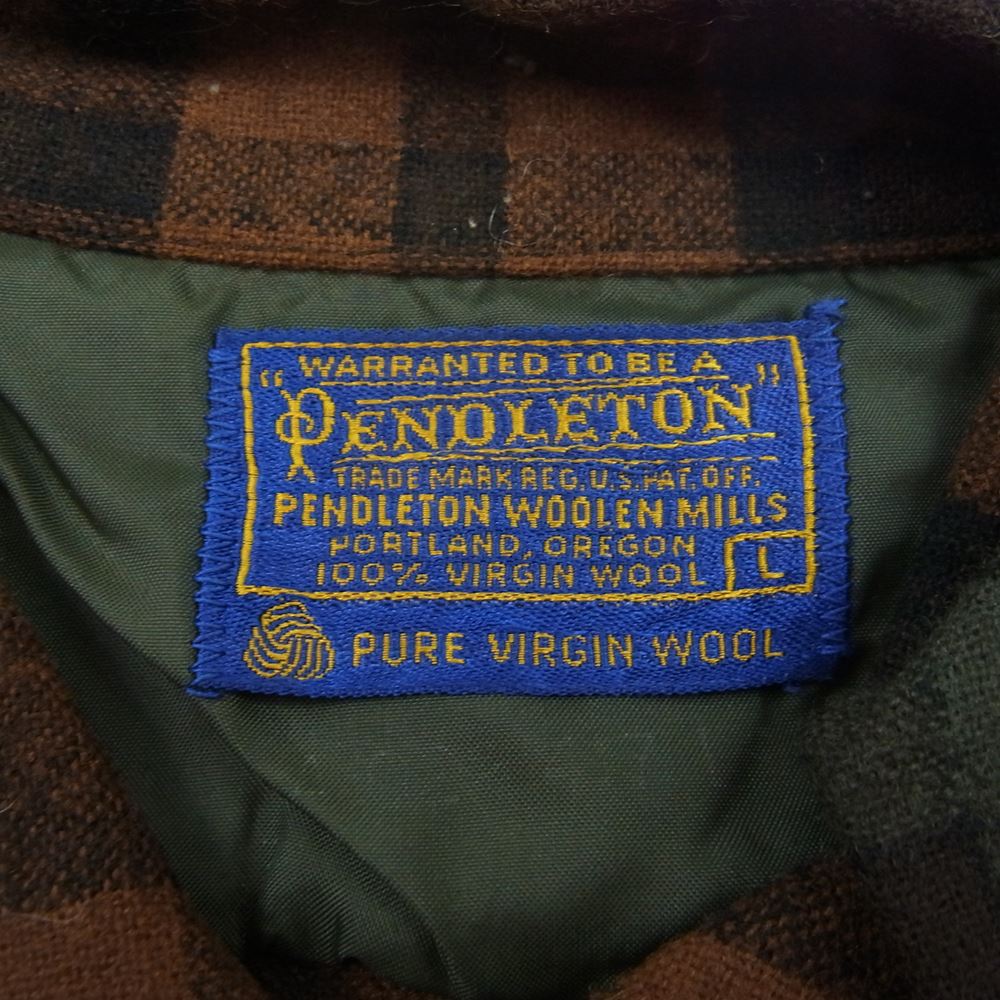 WARRANTED TO BE A
"PENDLETON"
TRADE MARK REG. U.S. PAT. OFF.
PENDLETON WOOLEN MILLS
PORTLAND, OREGON
100% VIRGIN WOOL L
PURE VIRGIN WOOL